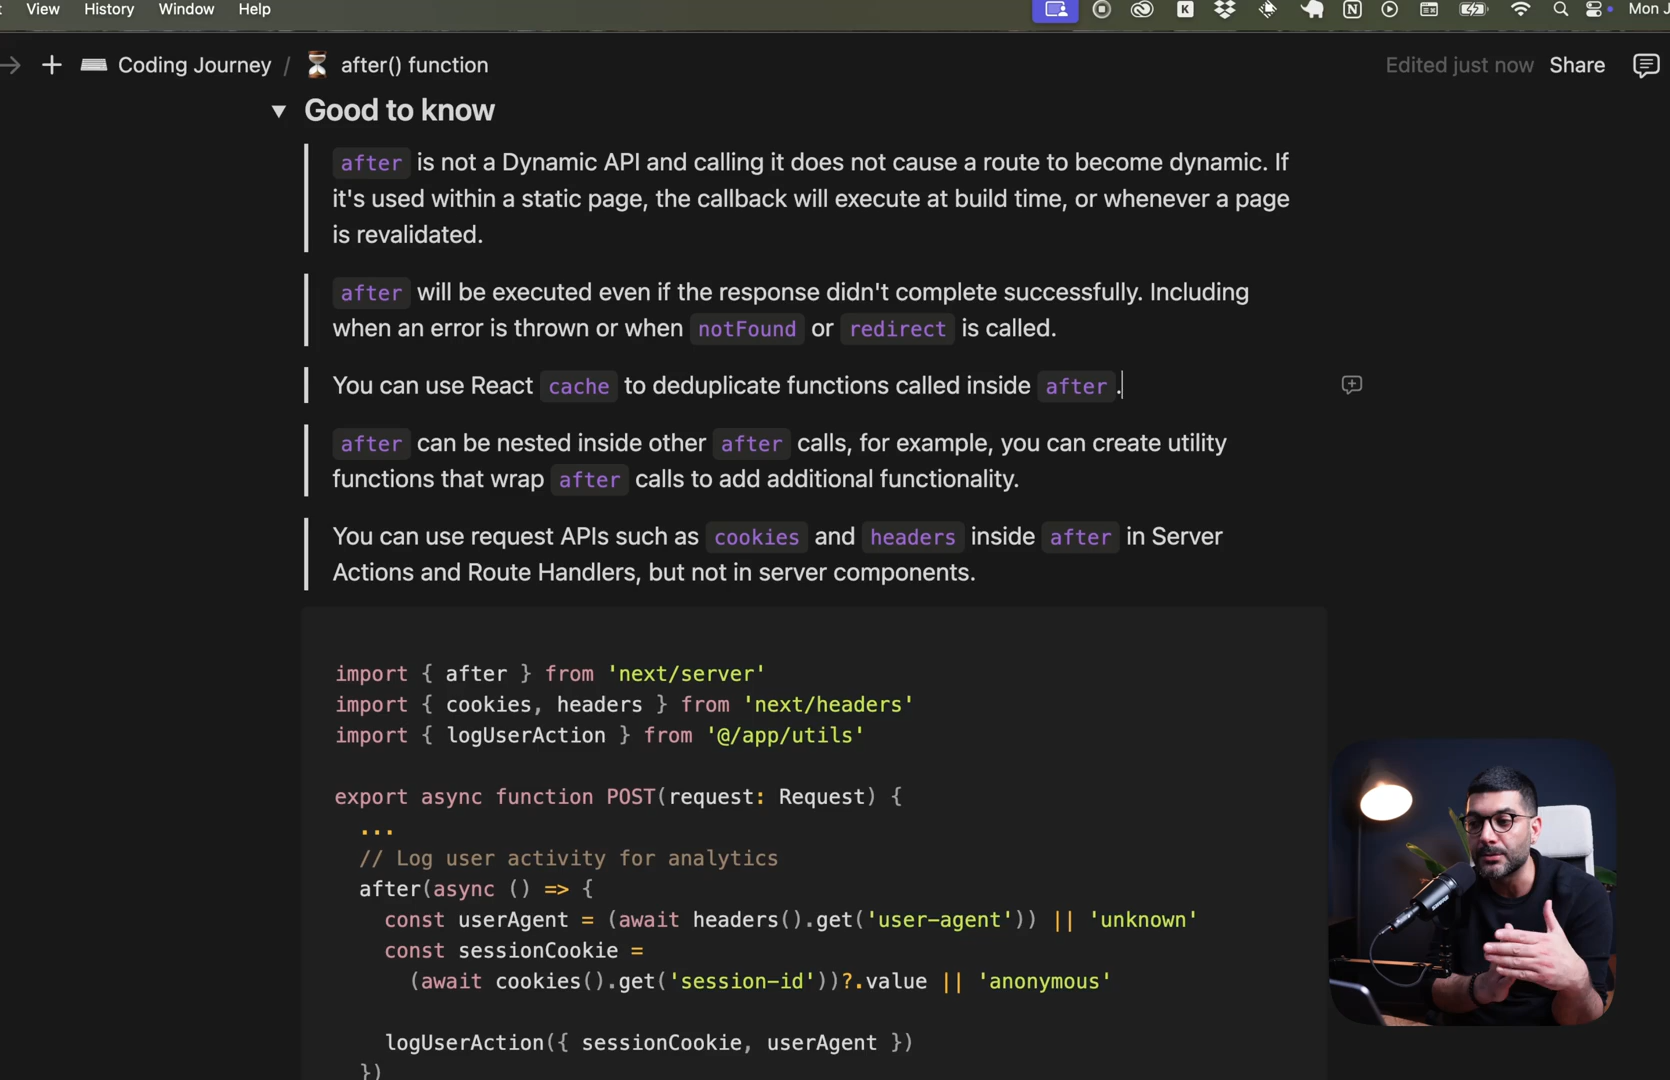 View History Window Help Mon J
Coding Journey / after() function Edited just now Share
Good to know
after is not a Dynamic API and calling it does not cause a route to become dynamic. If
it's used within a static page, the callback will execute at build time, or whenever a page
is revalidated.
after will be executed even if the response didn't complete successfully. Including
when an error is thrown or when notFound or redirect is called.
You can use React cache to deduplicate functions called inside after.
after can be nested inside other after calls, for example, you can create utility
functions that wrap after calls to add additional functionality.
You can use request APIs such as cookies and headers inside after in Server
Actions and Route Handlers, but not in server components.
import { after } from 'next/server'
import { cookies, headers } from 'next/headers'
import { logUserAction } from '@/app/utils'
export async function POST(request: Request) {
...
// Log user activity for analytics
after(async () => {
const userAgent = (await headers().get('user-agent')) || 'unknown'
const sessionCookie =
(await cookies().get('session-id'))?.value || 'anonymous'
logUserAction({ sessionCookie, userAgent })
})